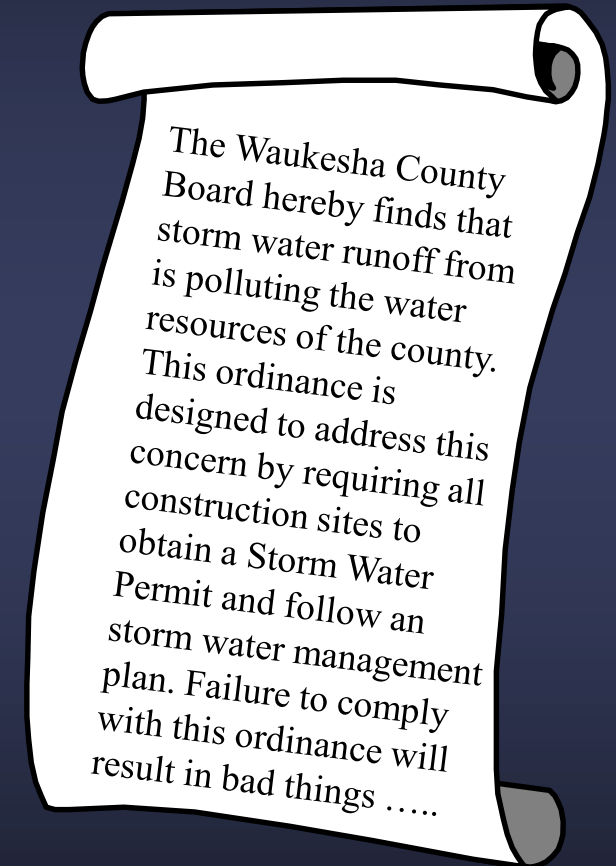 The Waukesha County
Board hereby finds that
storm water runoff from
is polluting the water
resources of the county.
This ordinance is
designed to address this
concern by requiring all
construction sites to
obtain a Storm Water
Permit and follow an
storm water management
plan. Failure to comply
with this ordinance will
result in bad things …..